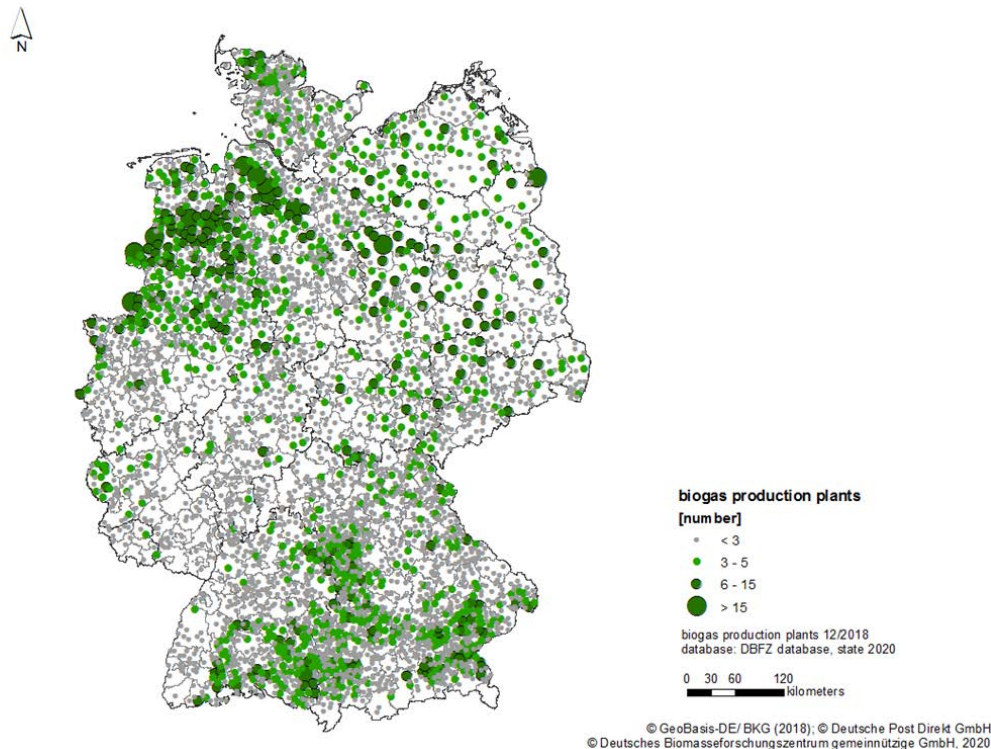 N
biogas production plants
[number]
< 3
3 - 5
6 - 15
> 15
biogas production plants 12/2018
database: DBFZ database, state 2020
0 30 60 120
kilometers
© GeoBasis-DE/ BKG (2018); © Deutsche Post Direkt GmbH
© Deutsches Biomasseforschungszentrum gemeinnützige GmbH, 2020